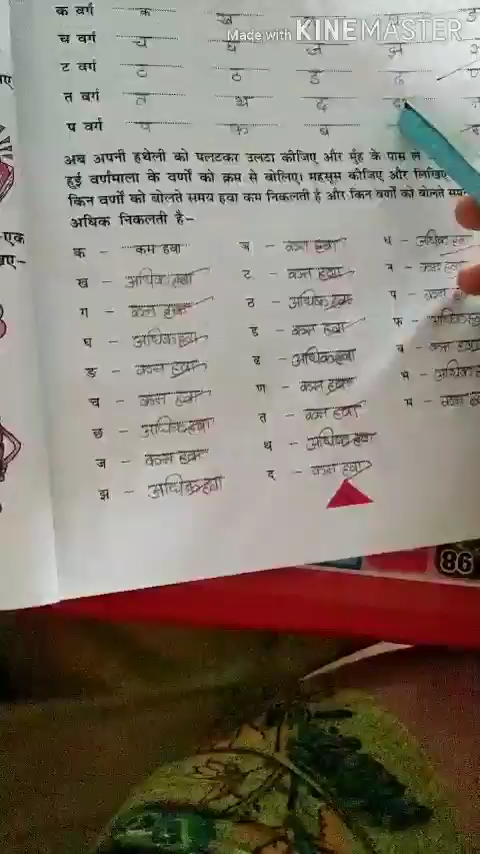 Made with KINEMASTER
क वर्ग क ख
च वर्ग च छ ज झ
ट वर्ग ट ठ ड ढ ण
त वर्ग त थ द
प वर्ग प फ ब
अब अपनी हथेली को पलटकर उलटा कीजिए और मुँह के पास ले
हुई वर्णमाला के वर्णों को क्रम से बोलिए। महसूस कीजिए और लिखिए
किन वर्णों को बोलते समय हवा कम निकलती है और किन वर्णों को बोलते समय
अधिक निकलती है–
-एक
क – कम हवा ञ – कम हवा ध – अधिक हवा
ख – अधिक हवा ट – कम हवा न – कम हवा
ग – कम हवा ठ – अधिक हवा प – कम हवा
घ – अधिक हवा ड – कम हवा फ – अधिक हवा
ङ – कम हवा ढ – अधिक हवा ब – कम हवा
च – कम हवा ण – कम हवा भ – अधिक हवा
छ – अधिक हवा त – कम हवा म – कम हवा
ज – कम हवा थ – अधिक हवा
झ – अधिक हवा द – कम हवा
86